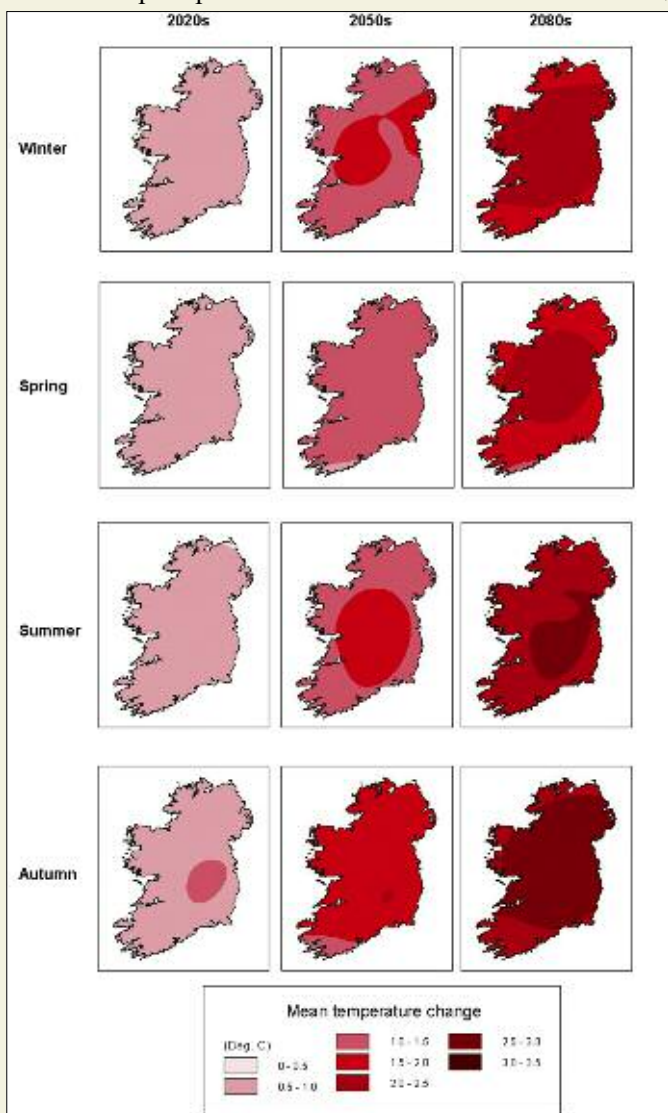 2020s 2050s 2080s
Winter
Spring
Summer
Autumn
Mean temperature change
(Deg. C)
0 - 0.5
0.5 - 1.0
1.0 - 1.5
1.5 - 2.0
2.0 - 2.5
2.5 - 3.0
3.0 - 3.5